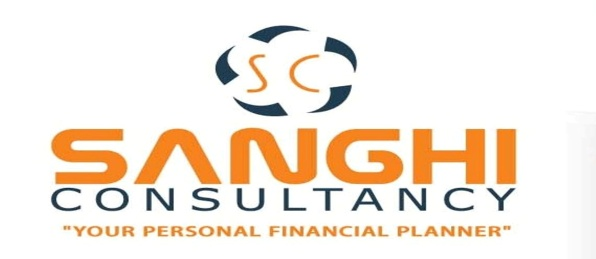 SC
SANGHI
CONSULTANCY
"YOUR PERSONAL FINANCIAL PLANNER"